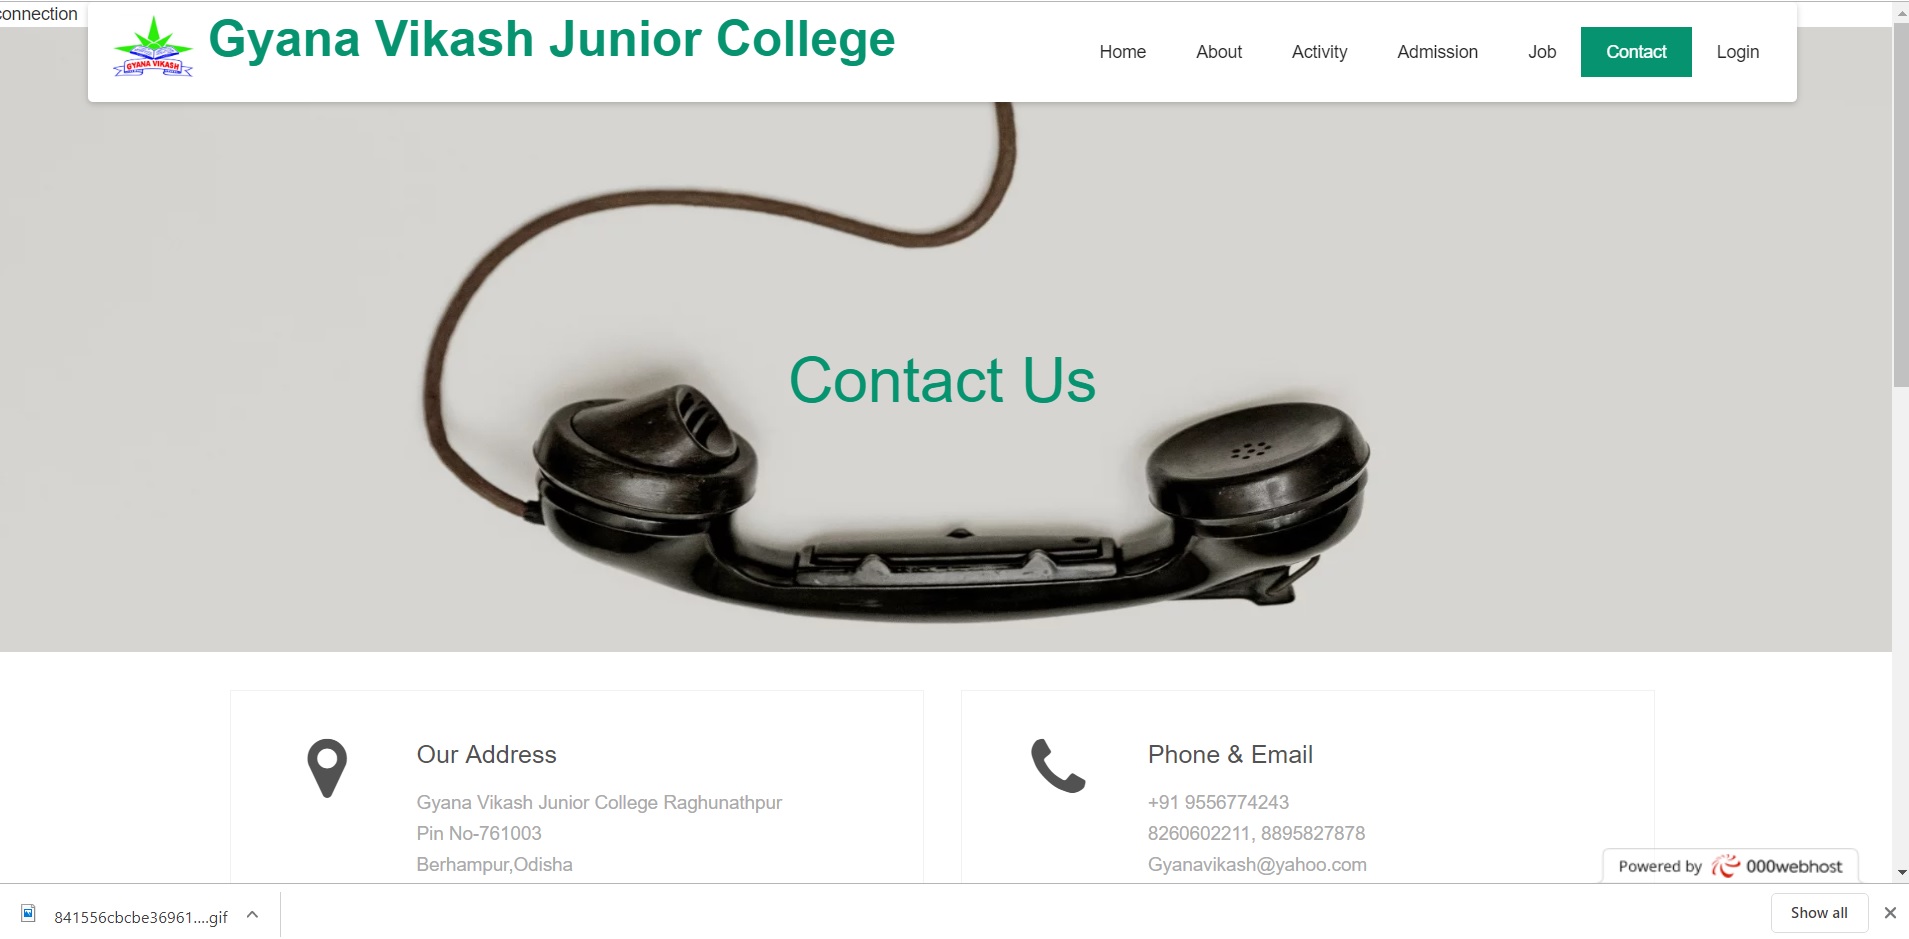 connection
GYANA VIKASH
Gyana Vikash Junior College
Home
About
Activity
Admission
Job
Contact
Login
Contact Us
Our Address
Gyana Vikash Junior College Raghunathpur
Pin No-761003
Berhampur,Odisha
Phone & Email
+91 9556774243
8260602211, 8895827878
Gyanavikash@yahoo.com
Powered by 000webhost
841556cbcbe36961....gif
Show all